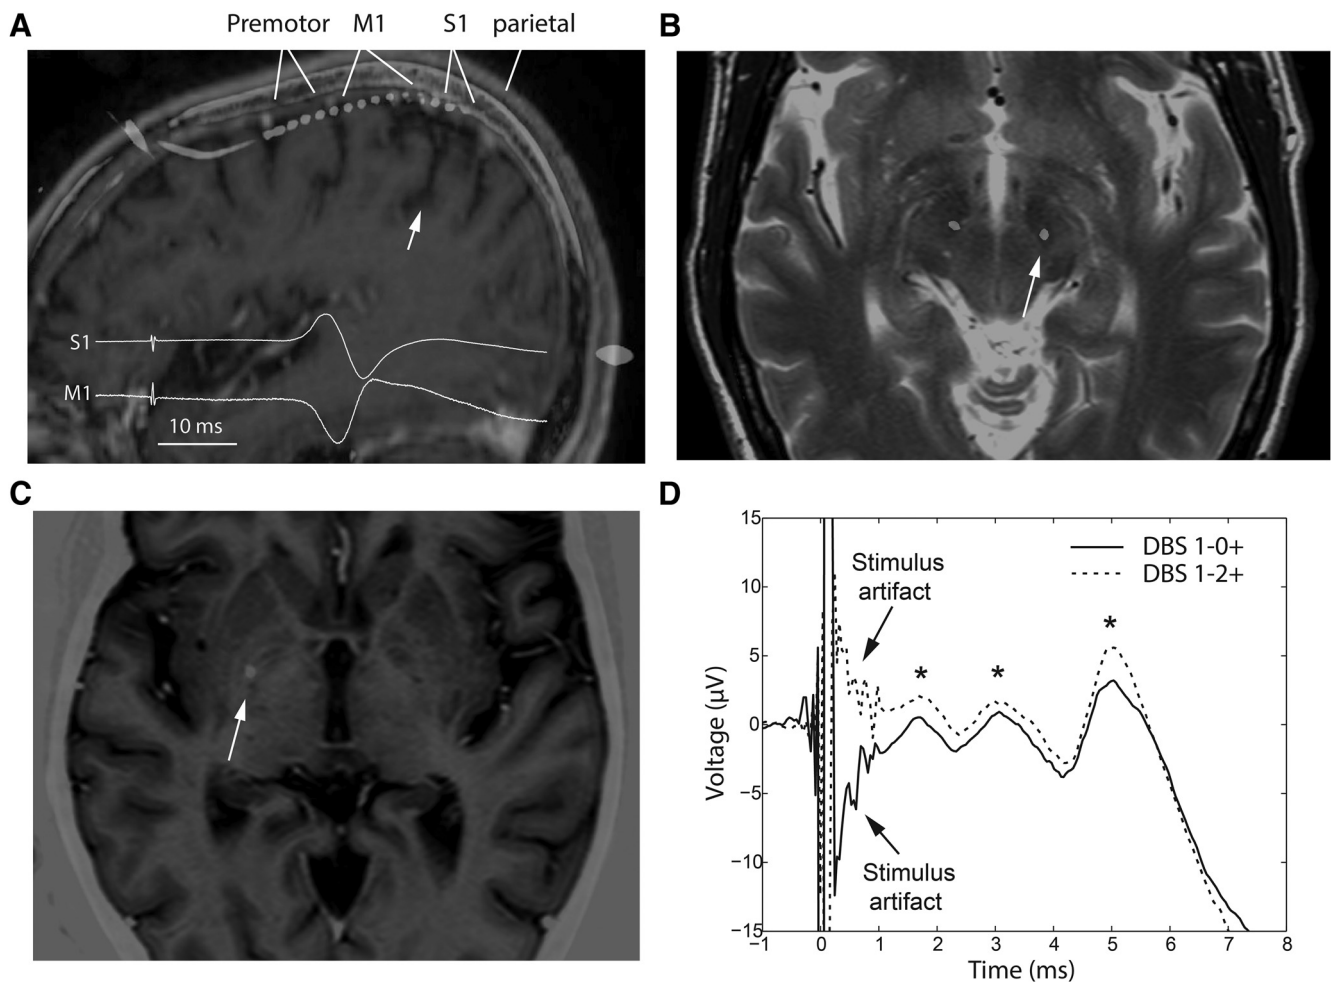 A
Premotor M1 S1 parietal
S1
M1
10 ms
B
C
D
15
10
5
0
−5
−10
−15
Voltage (µV)
−1 0 1 2 3 4 5 6 7 8
Time (ms)
DBS 1-0+
DBS 1-2+
Stimulus
artifact
* * *
Stimulus
artifact